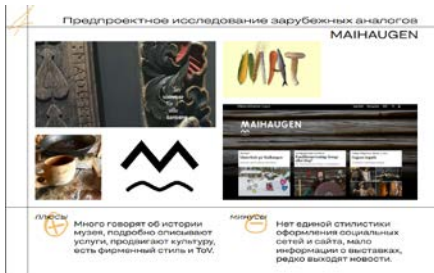 Предпроектное исследование зарубежных аналогов
MAIHAUGEN
МАТ
MAIHAUGEN
плюсы
Много говорят об истории
музея, подробно описывают
услуги, продвигают культуру,
есть фирменный стиль и ToV.
минусы
Нет единой стилистики
оформления социальных
сетей и сайта, мало
информации о выставках,
редко выходят новости.